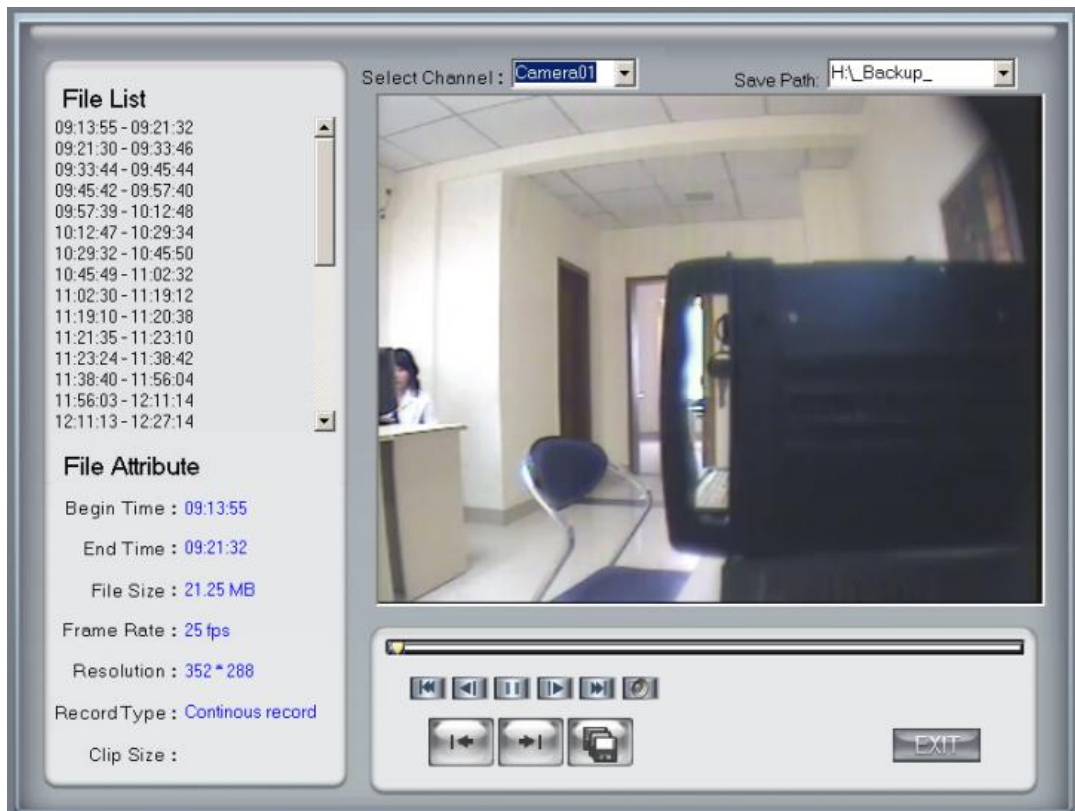 Select Channel : Camera01
Save Path: H:\_Backup_
File List
09:13:55 - 09:21:32
09:21:30 - 09:33:46
09:33:44 - 09:45:44
09:45:42 - 09:57:40
09:57:39 - 10:12:48
10:12:47 - 10:29:34
10:29:32 - 10:45:50
10:45:49 - 11:02:32
11:02:30 - 11:19:12
11:19:10 - 11:20:38
11:21:35 - 11:23:10
11:23:24 - 11:38:42
11:38:40 - 11:56:04
11:56:03 - 12:11:14
12:11:13 - 12:27:14
File Attribute
Begin Time : 09:13:55
End Time : 09:21:32
File Size : 21.25 MB
Frame Rate : 25 fps
Resolution : 352 * 288
Record Type : Continous record
Clip Size :
EXIT